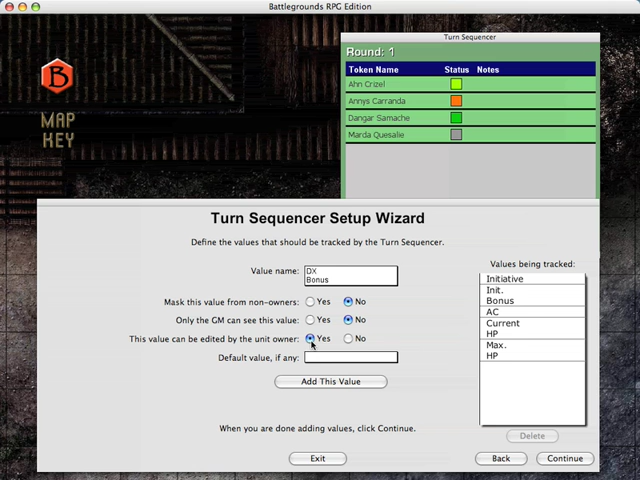 Battlegrounds RPG Edition
Turn Sequencer
Round: 1
Token Name Status Notes
Ahn Crizel
Annys Carranda
Dangar Samache
Marda Quesalie
B
MAP
KEY
Turn Sequencer Setup Wizard
Define the values that should be tracked by the Turn Sequencer.
Value name:
DX
Bonus
Mask this value from non-owners: Yes No
Only the GM can see this value: Yes No
This value can be edited by the unit owner: Yes No
Default value, if any:
Add This Value
When you are done adding values, click Continue.
Values being tracked:
Initiative
Init.
Bonus
AC
Current
HP
Max.
HP
Delete
Exit Back Continue